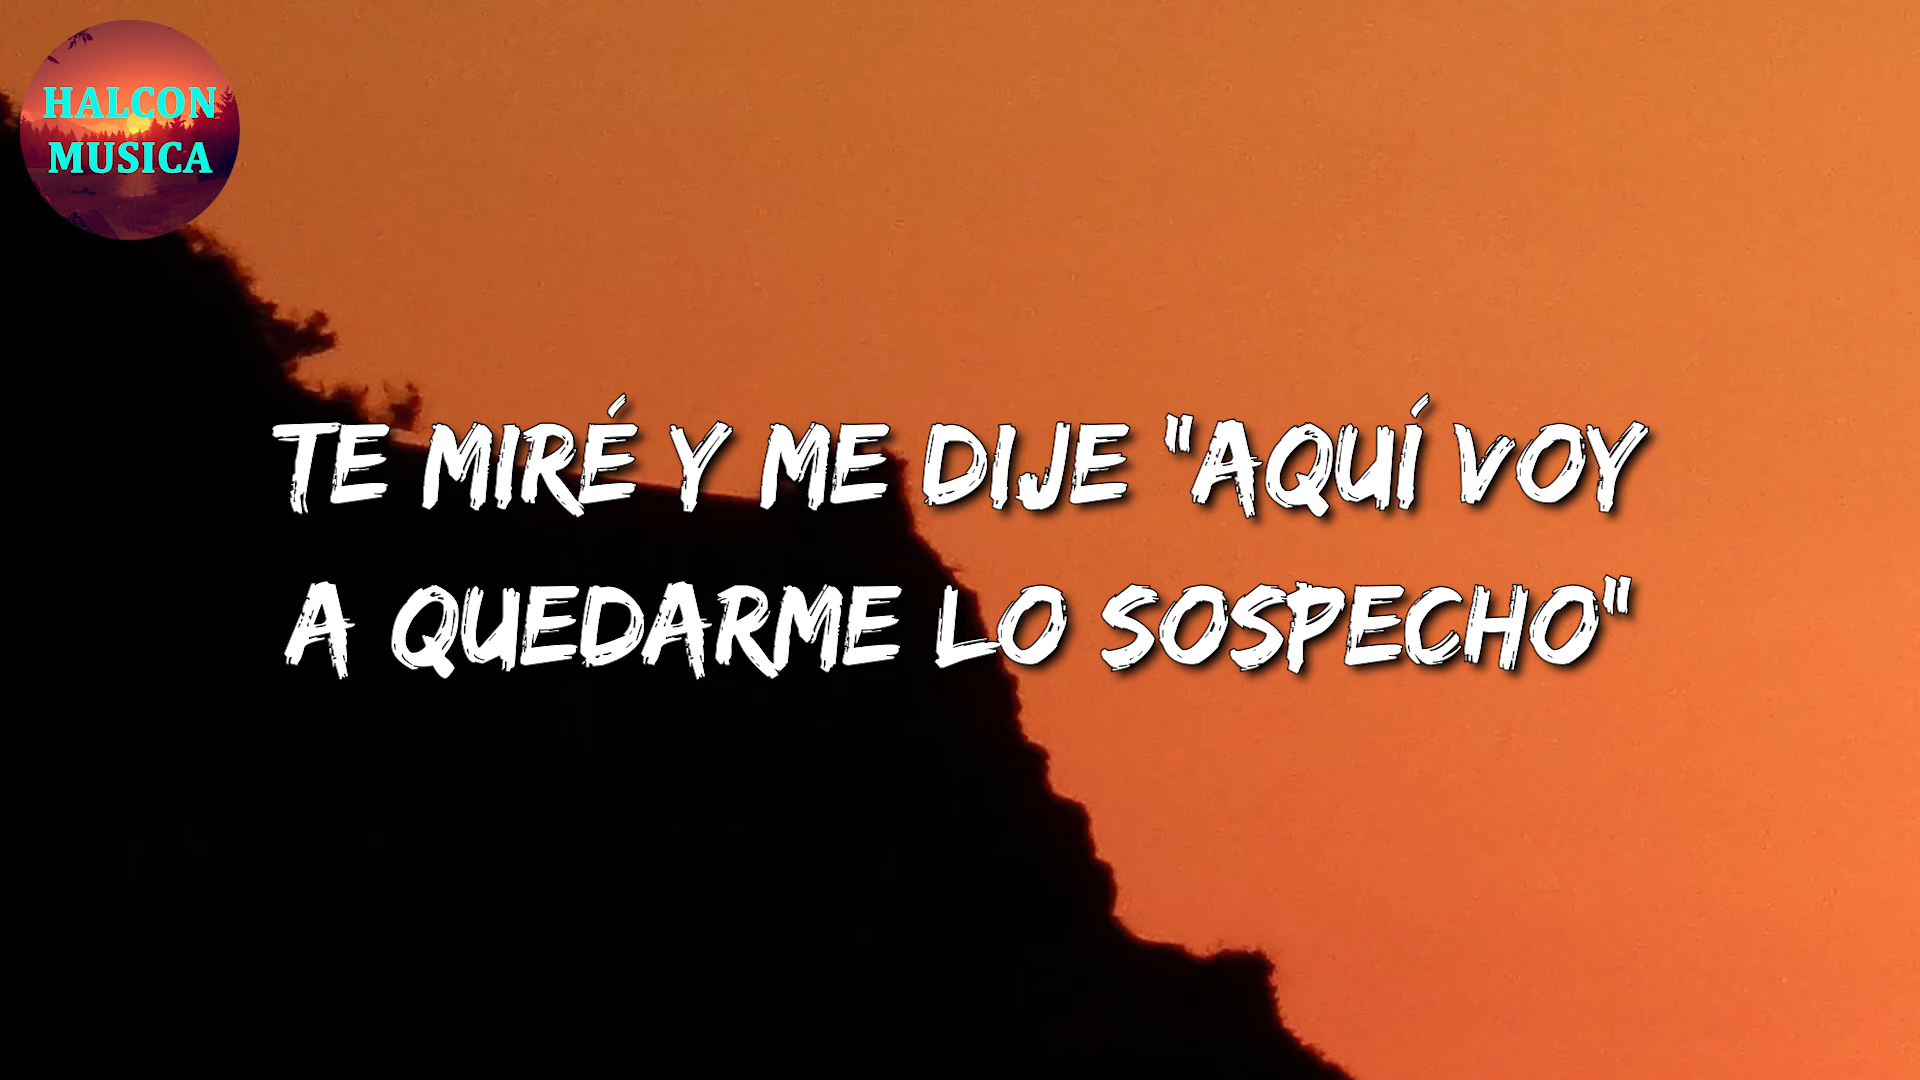 HALCON
MUSICA
TE MIRÉ Y ME DIJE "AQUÍ VOY
A QUEDARME LO SOSPECHO"